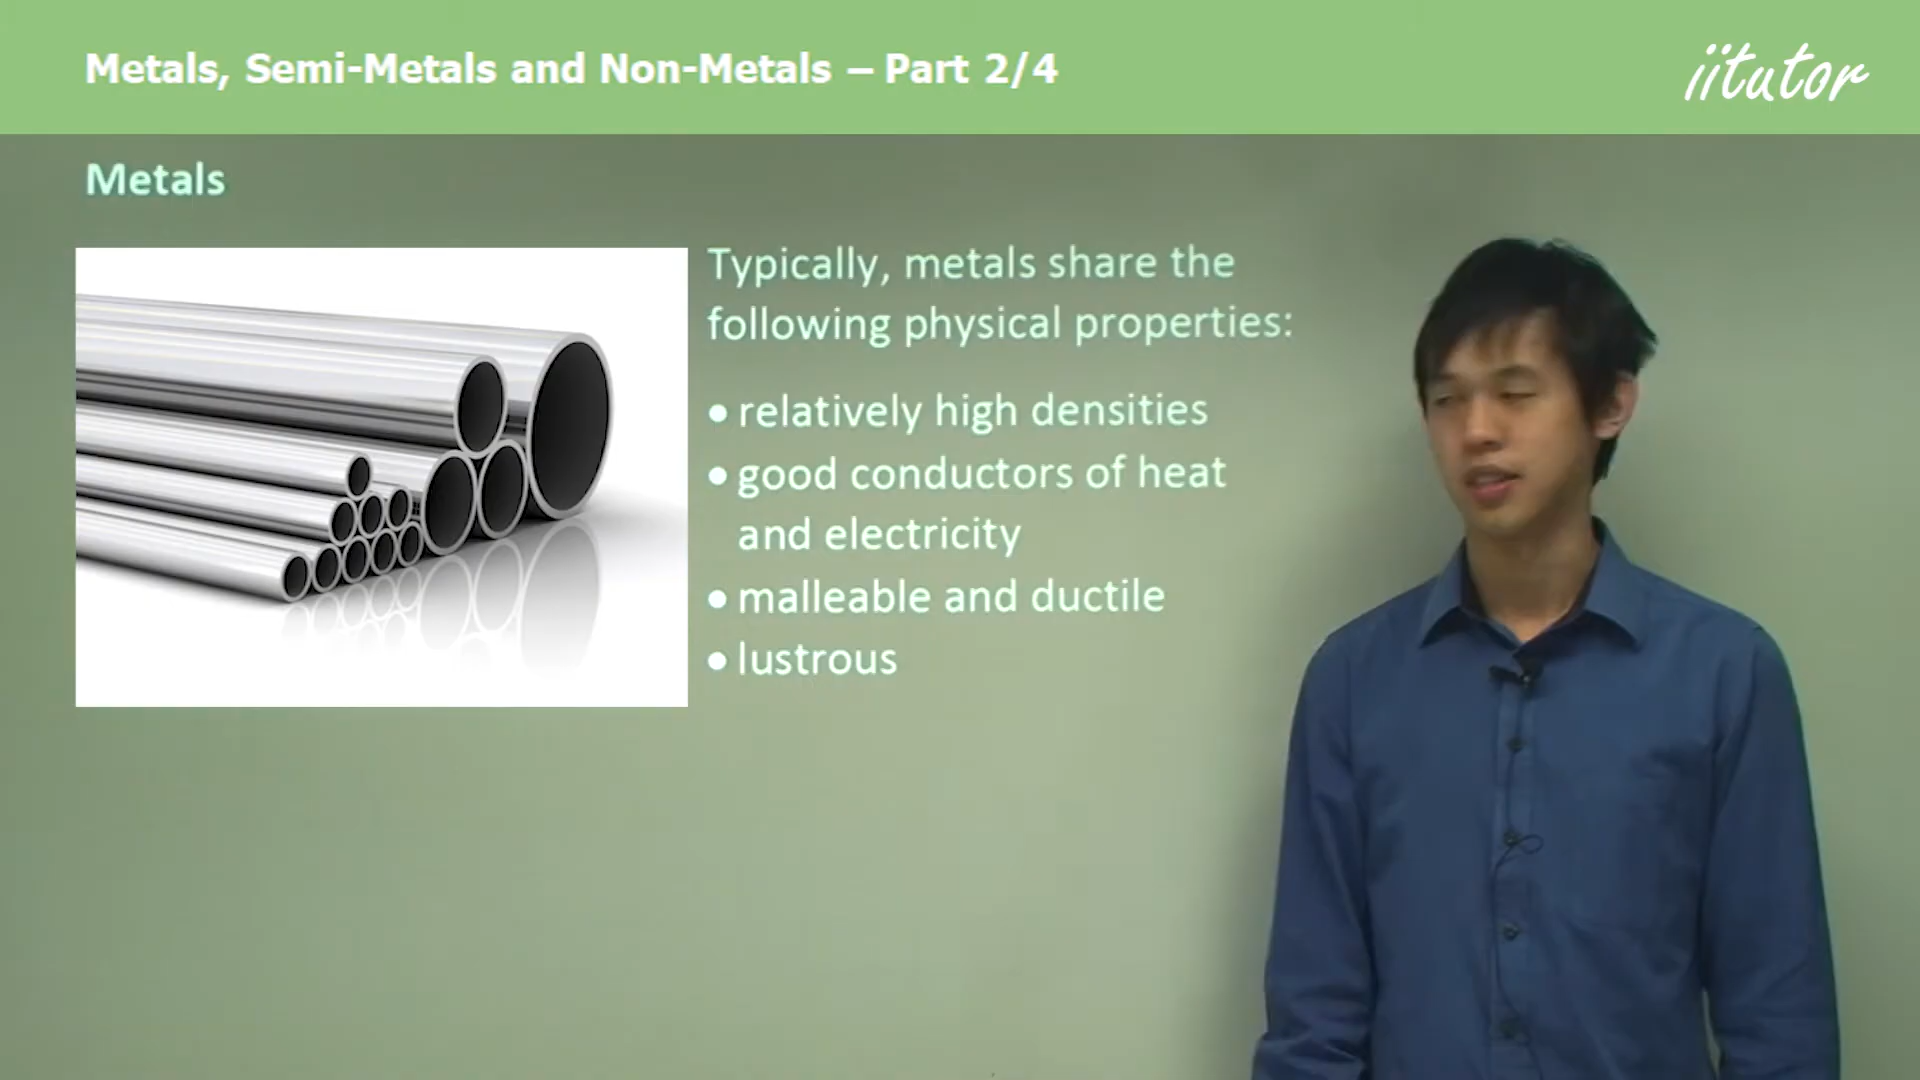 Metals, Semi-Metals and Non-Metals – Part 2/4
iitutor
Metals
Typically, metals share the
following physical properties:
• relatively high densities
• good conductors of heat
and electricity
• malleable and ductile
• lustrous